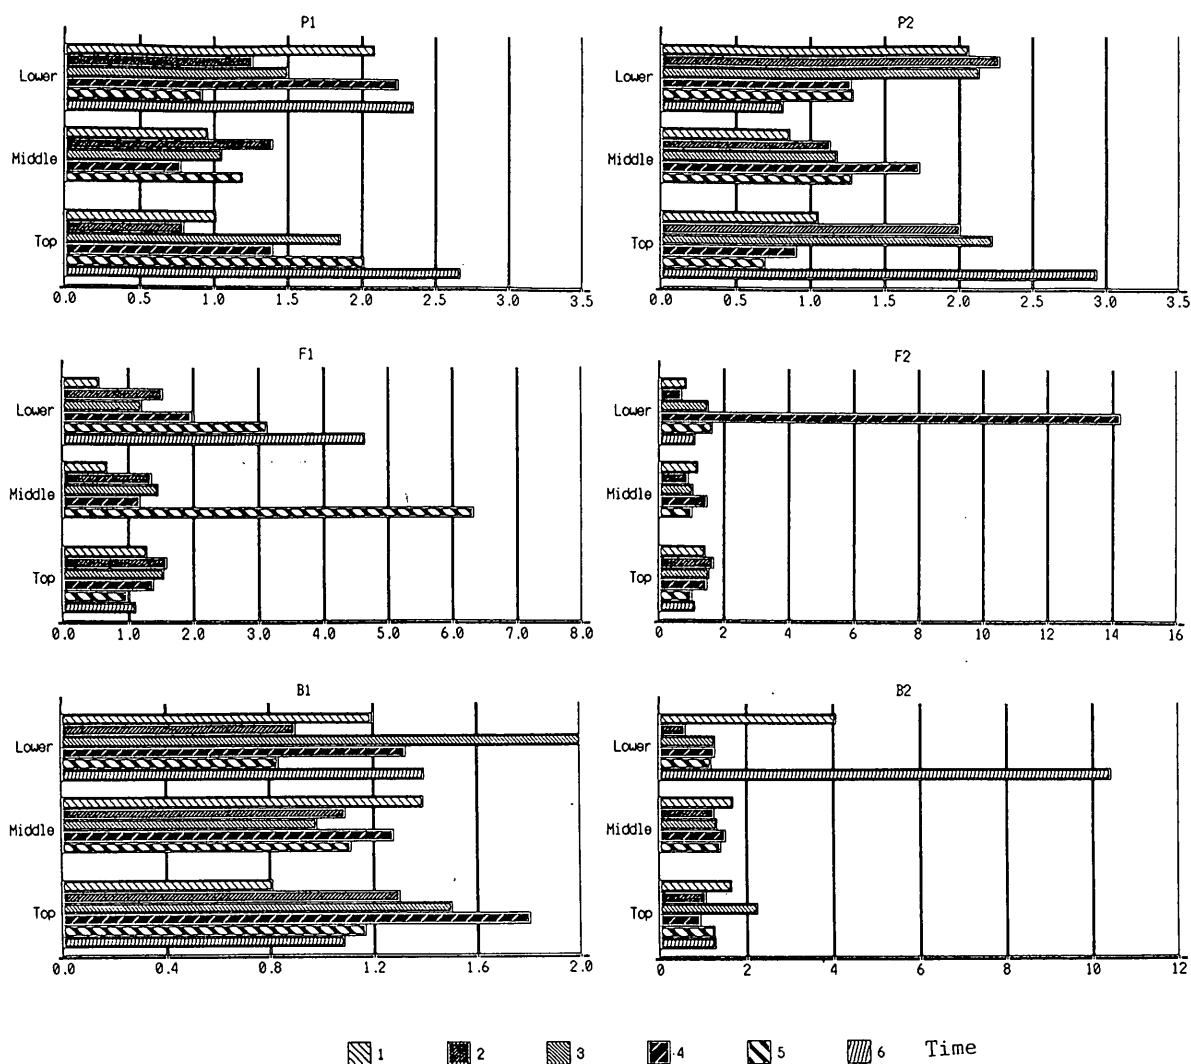 P1 P2
Lower Lower
Middle Middle
Top Top
0.0 0.5 1.0 1.5 2.0 2.5 3.0 3.5 0.0 0.5 1.0 1.5 2.0 2.5 3.0 3.5
F1 F2
Lower Lower
Middle Middle
Top Top
0.0 1.0 2.0 3.0 4.0 5.0 6.0 7.0 8.0 0 2 4 6 8 10 12 14 16
B1 B2
Lower Lower
Middle Middle
Top Top
0.0 0.4 0.8 1.2 1.6 2.0 0 2 4 6 8 10 12
1 2 3 4 5 6 Time